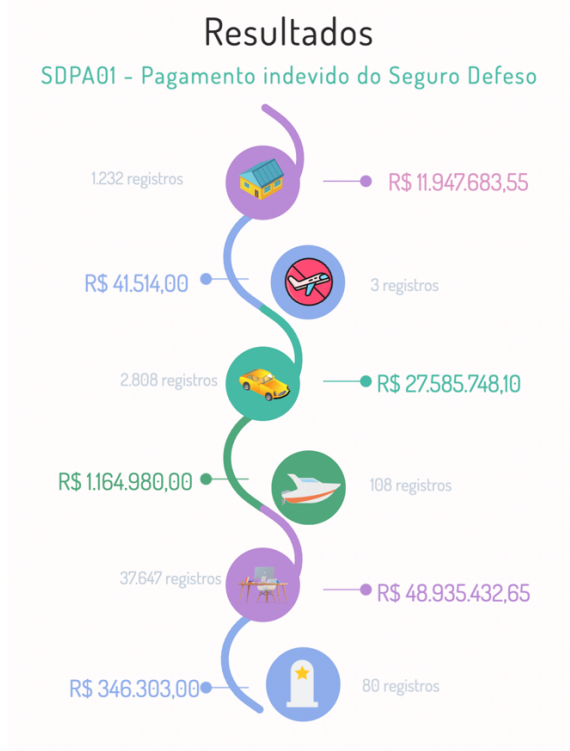 Resultados
SDPA01 - Pagamento indevido do Seguro Defeso
1.232 registros
R$ 11.947.683,55
R$ 41.514,00
3 registros
2.808 registros
R$ 27.585.748,10
R$ 1.164.980,00
108 registros
37.647 registros
R$ 48.935.432,65
R$ 346.303,00
80 registros